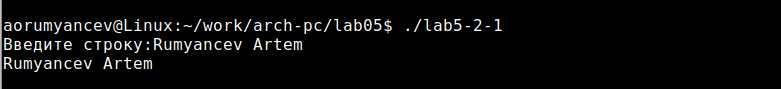 aorumyancev@Linux:~/work/arch-pc/lab05$ ./lab5-2-1
Введите строку:Rumyancev Artem
Rumyancev Artem